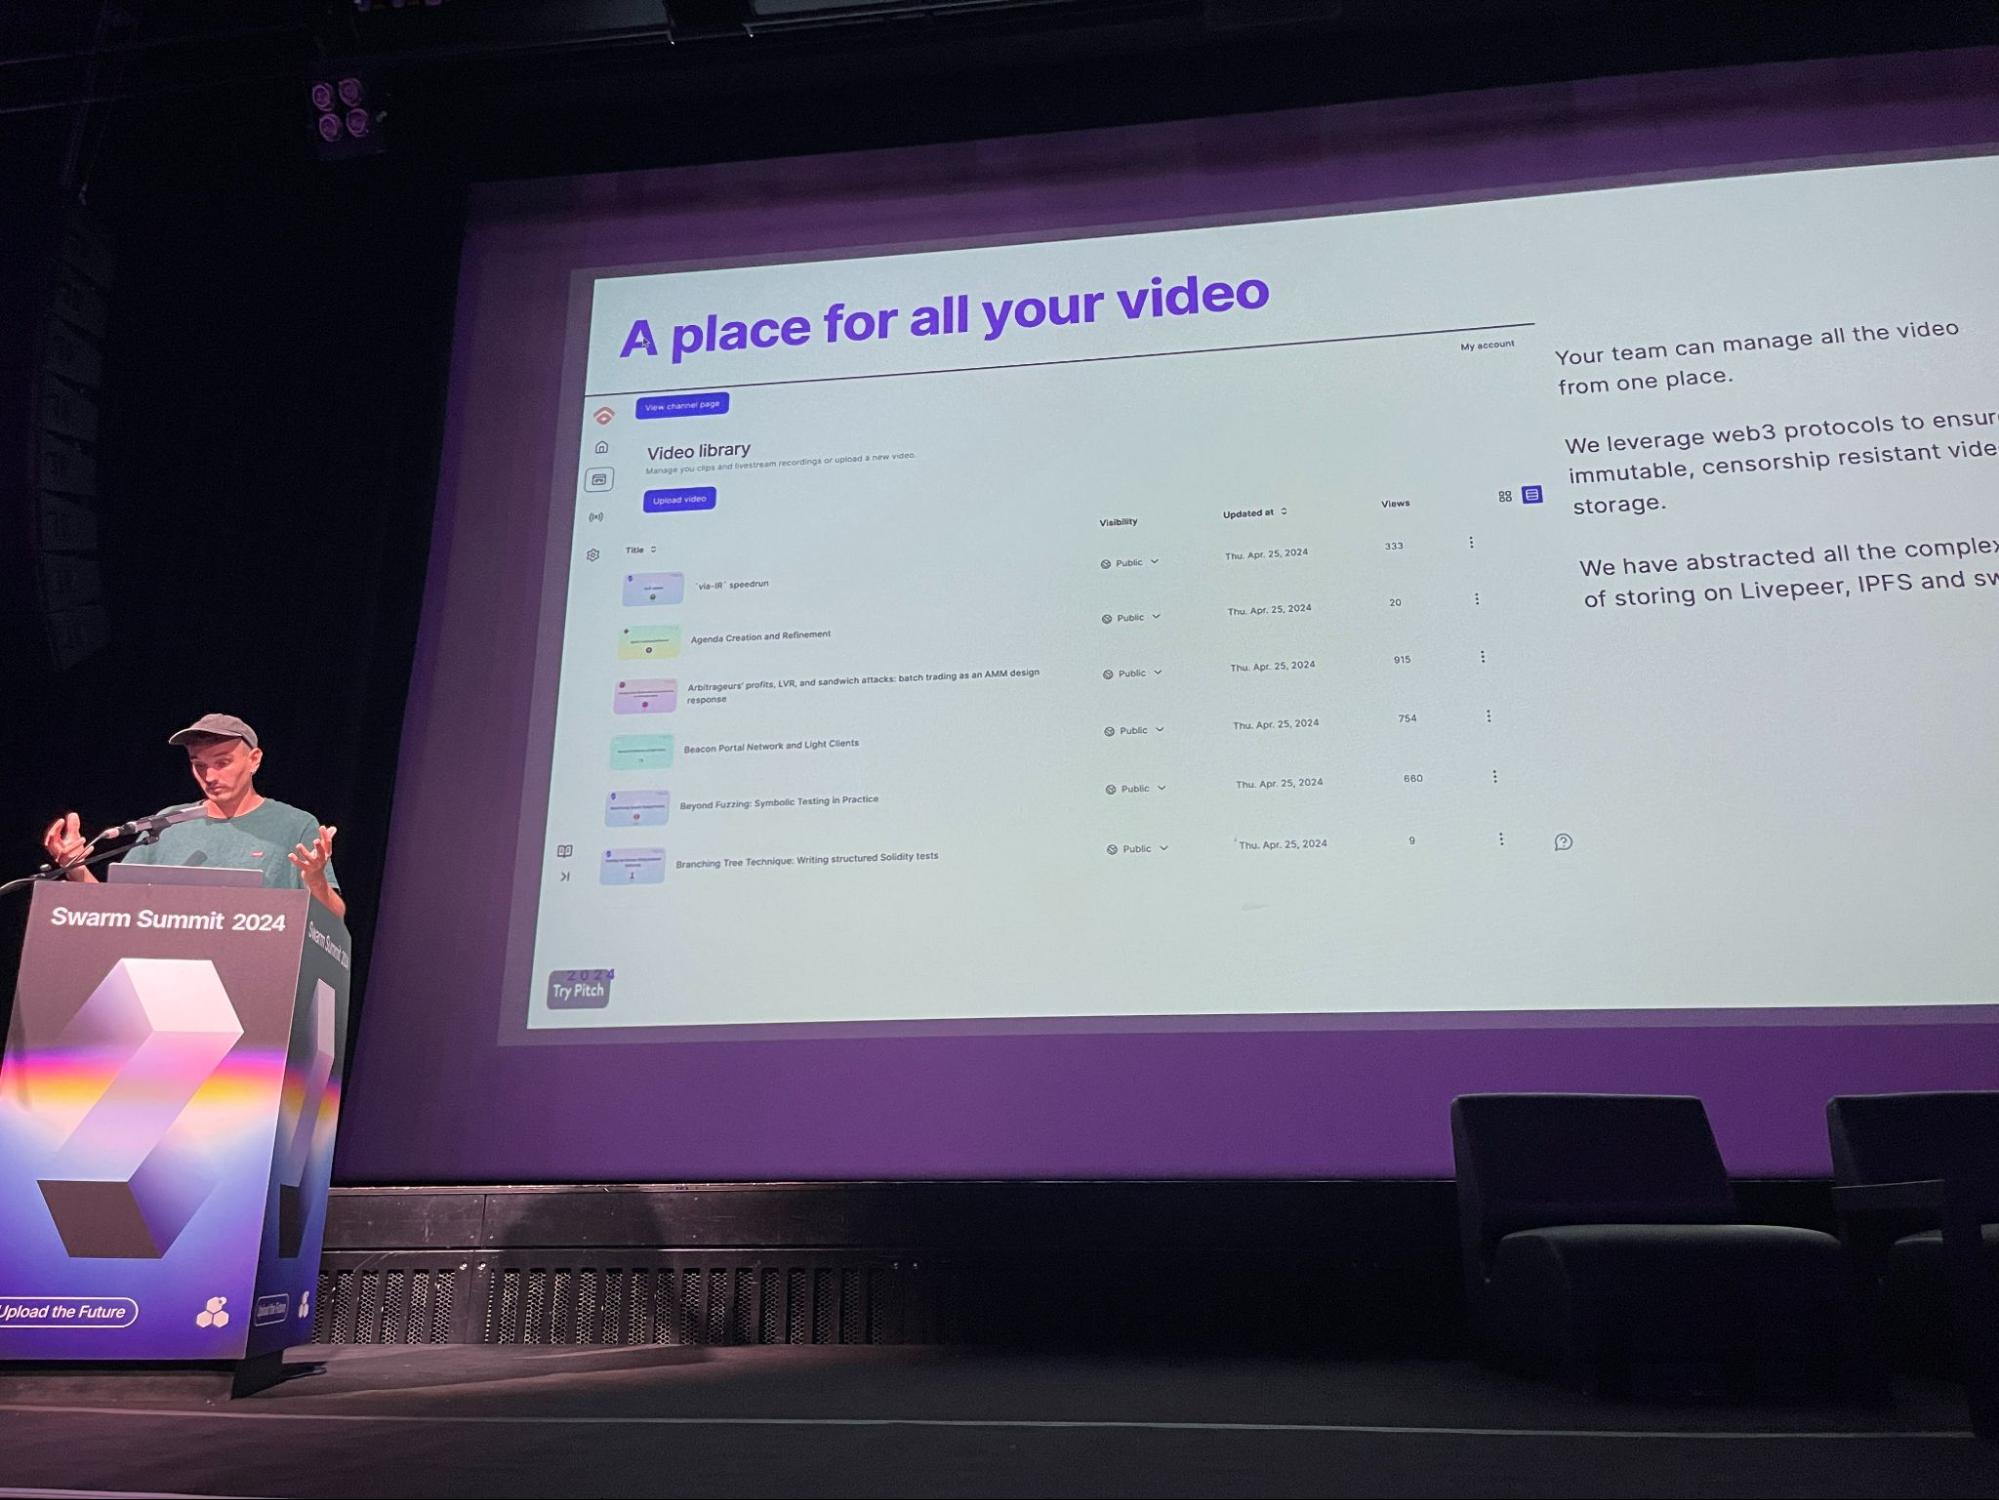 A place for all your video
My account
View channel page
Video library
Manage you clips and livestream recordings or upload a new video.
Upload video
Title
Visibility
Updated at
Views
`via-IR` speedrun
Public
Thu. Apr. 25, 2024
333
Agenda Creation and Refinement
Public
Thu. Apr. 25, 2024
20
Arbitrageurs' profits, LVR, and sandwich attacks: batch trading as an AMM design
response
Public
Thu. Apr. 25, 2024
915
Beacon Portal Network and Light Clients
Public
Thu. Apr. 25, 2024
754
Beyond Fuzzing: Symbolic Testing in Practice
Public
Thu. Apr. 25, 2024
660
Branching Tree Technique: Writing structured Solidity tests
Public
Thu. Apr. 25, 2024
9
2024
Try Pitch
Your team can manage all the video
from one place.
We leverage web3 protocols to ensur
immutable, censorship resistant vide
storage.
We have abstracted all the complex
of storing on Livepeer, IPFS and sw
Swarm Summit 2024
Swarm Summit 2024
Upload the Future
Upload the Future